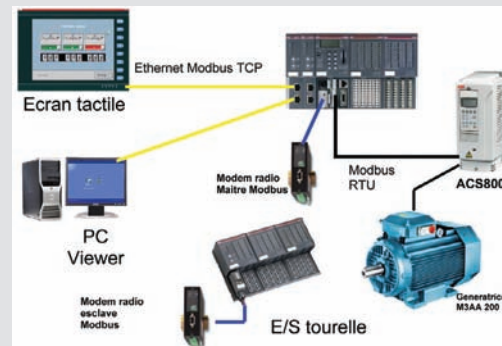 Ethernet Modbus TCP
Ecran tactile
Modem radio
Maitre Modbus
Modbus
RTU
ACS800
PC
Viewer
Modem radio
esclave
Modbus
E/S tourelle
Generatrice
M3AA 200